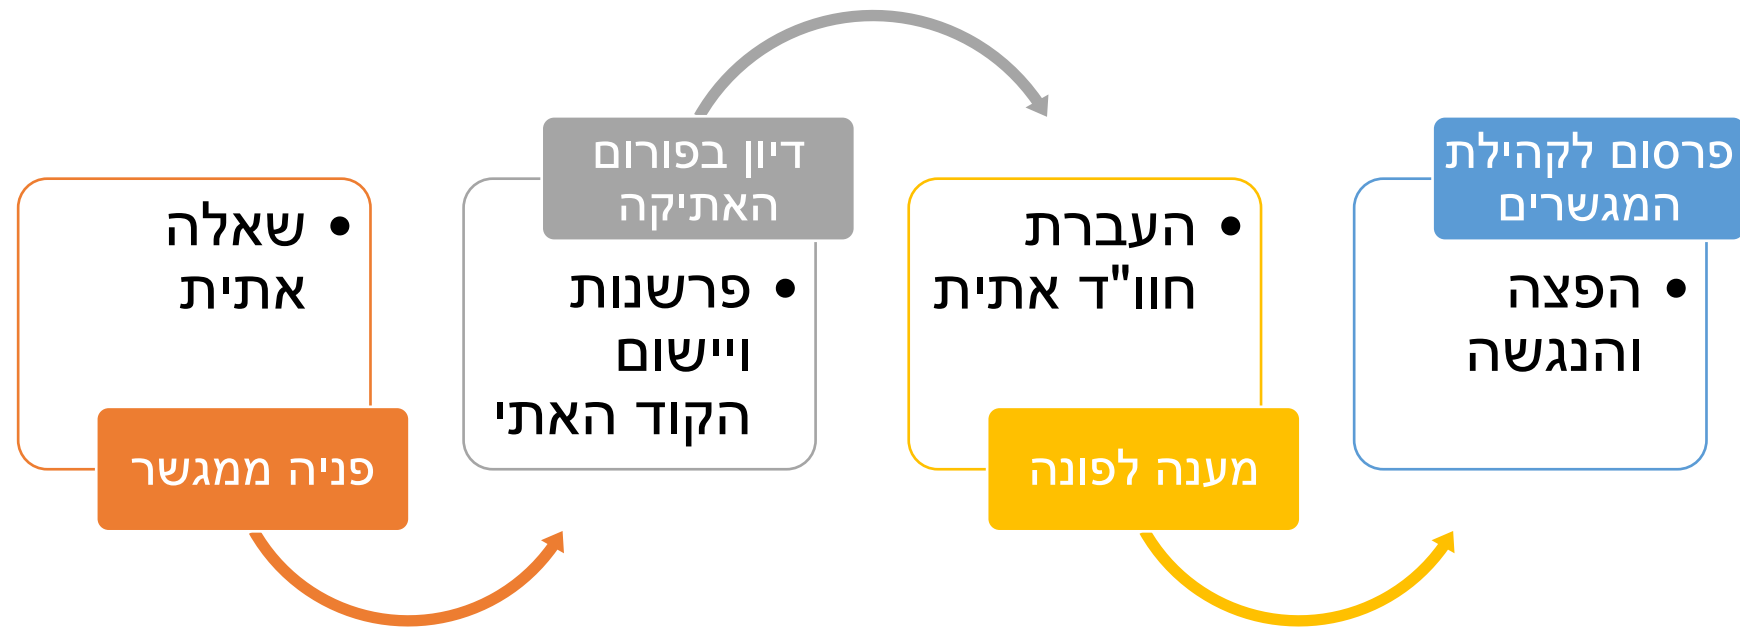 שאלה
אתית
פניה ממגשר
דיון בפורום
האתיקה
פרשנות
ויישום
הקוד האתי
העברת
חוו"ד אתית
מענה לפונה
פרסום לקהילת
המגשרים
הפצה
והנגשה